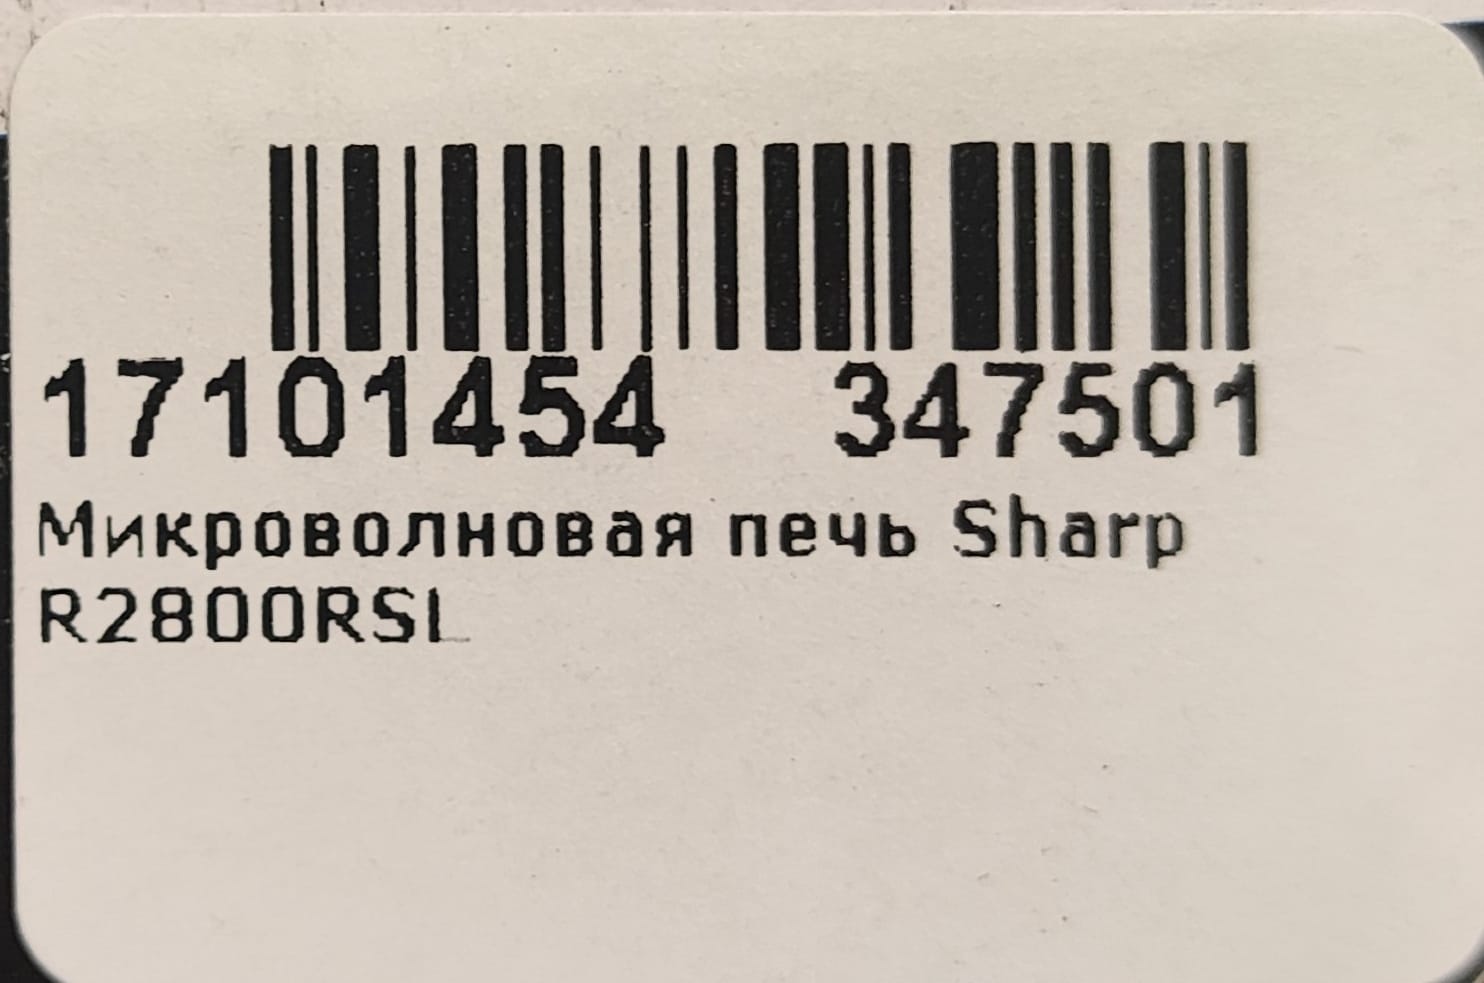 17101454 347501
Микроволновая печь Sharp
R2800RSL